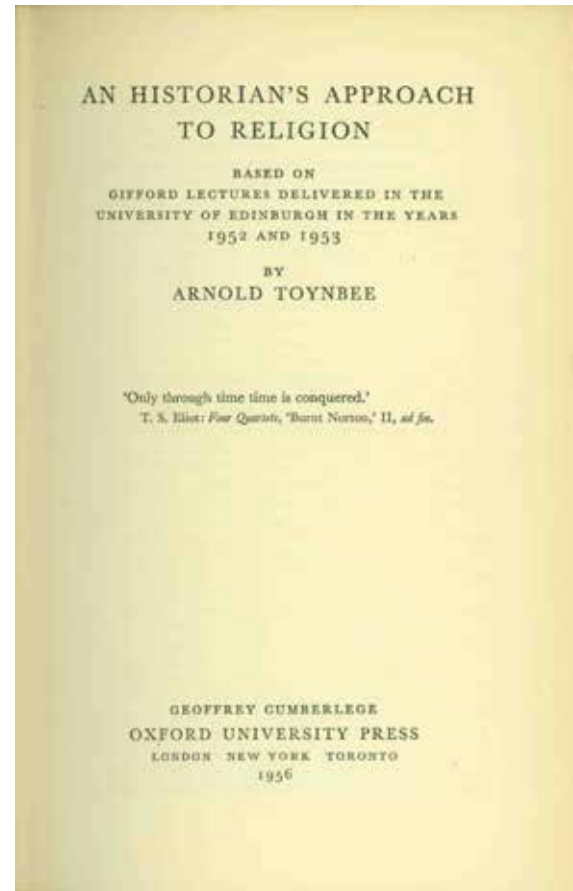 AN HISTORIAN'S APPROACH
TO RELIGION
BASED ON
GIFFORD LECTURES DELIVERED IN THE
UNIVERSITY OF EDINBURGH IN THE YEARS
1952 AND 1953
BY
ARNOLD TOYNBEE
'Only through time time is conquered.'
T. S. Eliot: Four Quartets, 'Burnt Norton,' II, ad fin.
GEOFFREY CUMBERLEGE
OXFORD UNIVERSITY PRESS
LONDON NEW YORK TORONTO
1956